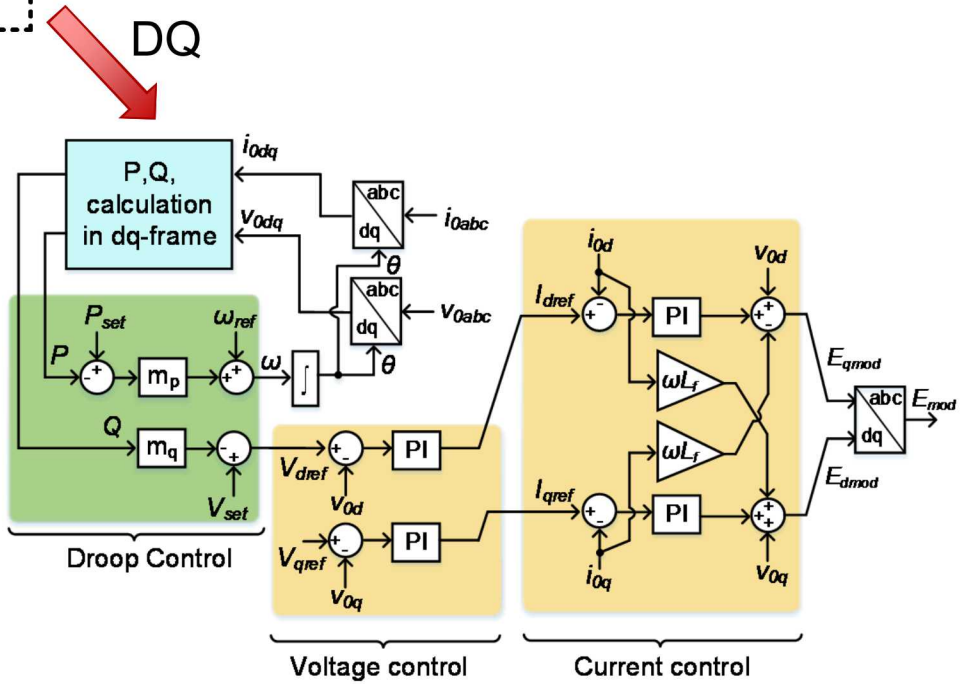 DQ
P,Q,
calculation
in dq-frame
i0dq
v0dq
abc
dq
i0abc
θ
abc
dq
v0abc
θ
Pset
ωref
P
-
+
mp
+
+
ω
∫
Q
mq
-
+
Vset
Droop Control
Vdref
+
-
v0d
PI
Vqref
+
-
v0q
PI
Voltage control
i0d
Idref
+
-
PI
v0d
+
+
-
ωLf
ωLf
Iqref
+
-
i0q
PI
+
+
+
v0q
Current control
Eqmod
Edmod
abc
dq
Emod